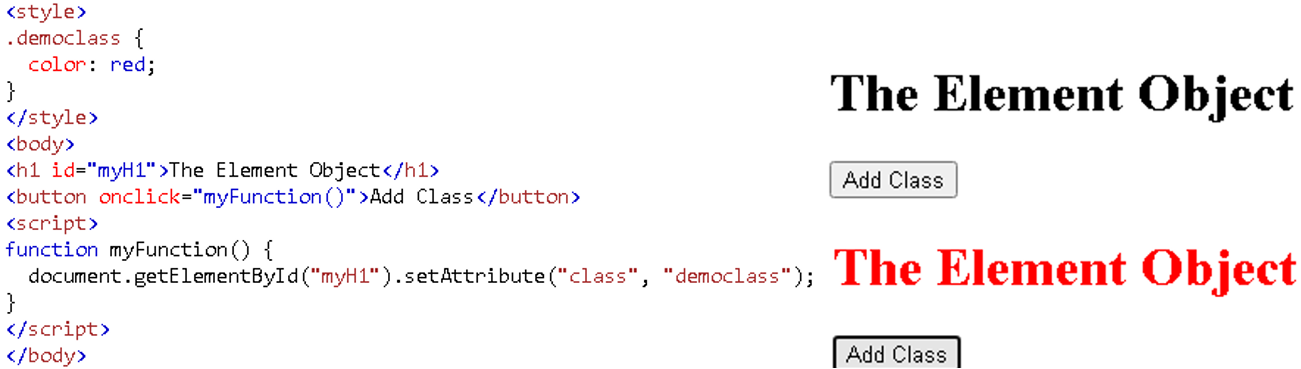 <style>
.democlass {
  color: red;
}
</style>
<body>
<h1 id="myH1">The Element Object</h1>
<button onclick="myFunction()">Add Class</button>
<script>
function myFunction() {
  document.getElementById("myH1").setAttribute("class", "democlass");
}
</script>
</body>
The Element Object
Add Class
The Element Object
Add Class